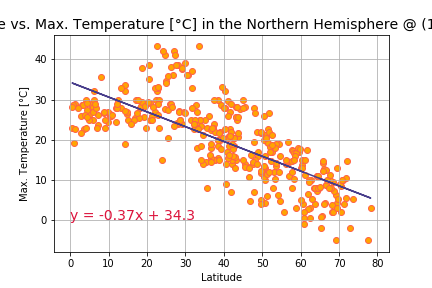 e vs. Max. Temperature [°C] in the Northern Hemisphere @ (1
Max. Temperature [°C]
40
30
20
10
0
y = -0.37x + 34.3
0 10 20 30 40 50 60 70 80
Latitude